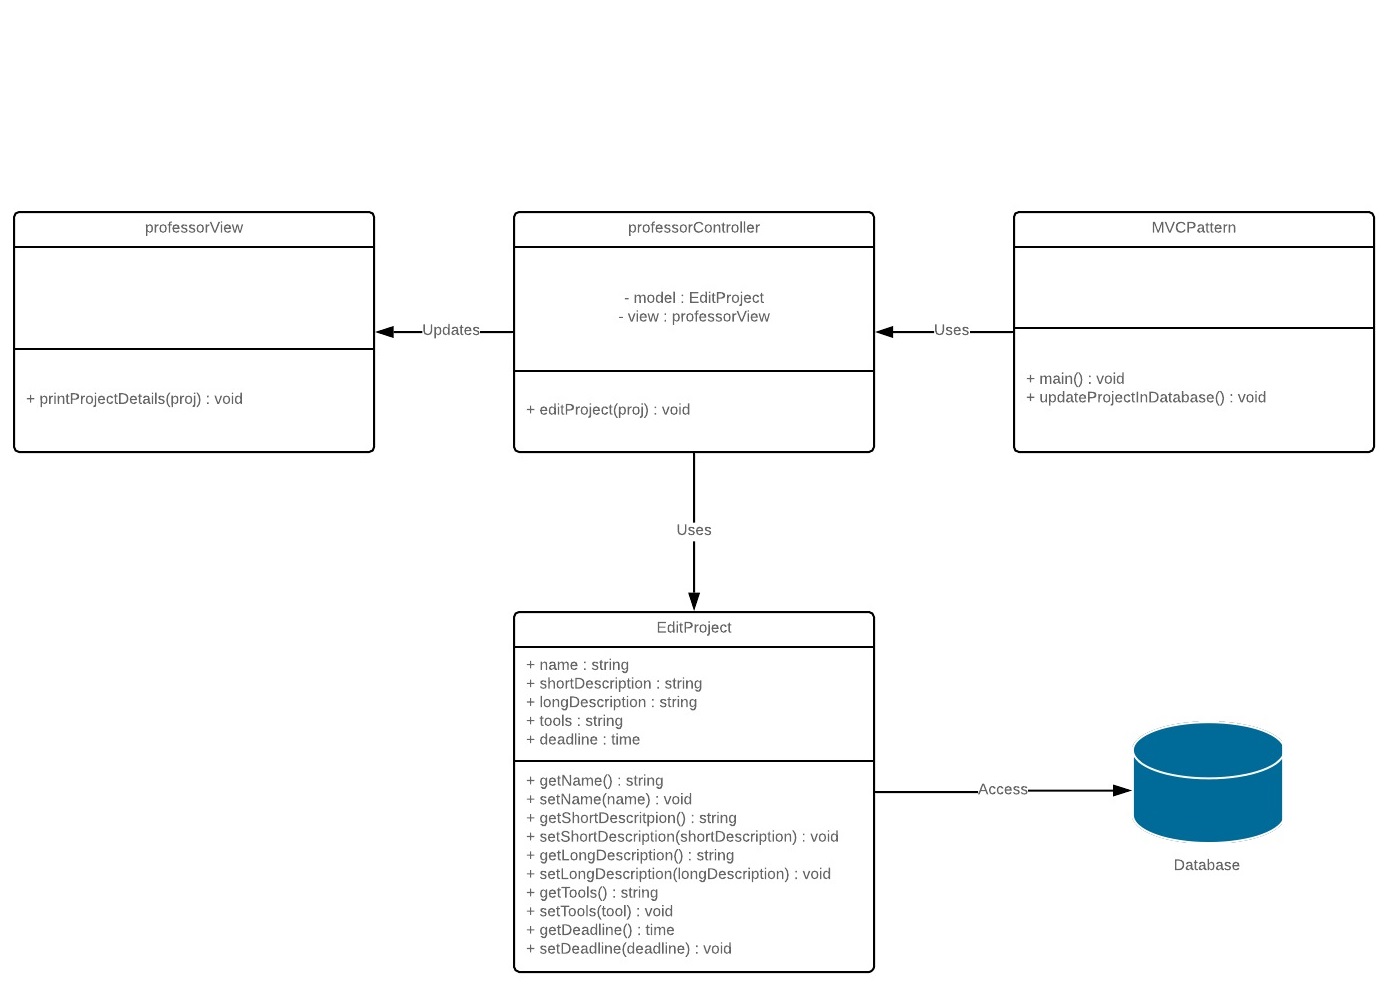 professorView
+ printProjectDetails(proj) : void
Updates
professorController
- model : EditProject
- view : professorView
+ editProject(proj) : void
Uses
MVCPattern
+ main() : void
+ updateProjectInDatabase() : void
Uses
EditProject
+ name : string
+ shortDescription : string
+ longDescription : string
+ tools : string
+ deadline : time
+ getName() : string
+ setName(name) : void
+ getShortDescritpion() : string
+ setShortDescription(shortDescription) : void
+ getLongDescription() : string
+ setLongDescription(longDescription) : void
+ getTools() : string
+ setTools(tool) : void
+ getDeadline() : time
+ setDeadline(deadline) : void
Access
Database